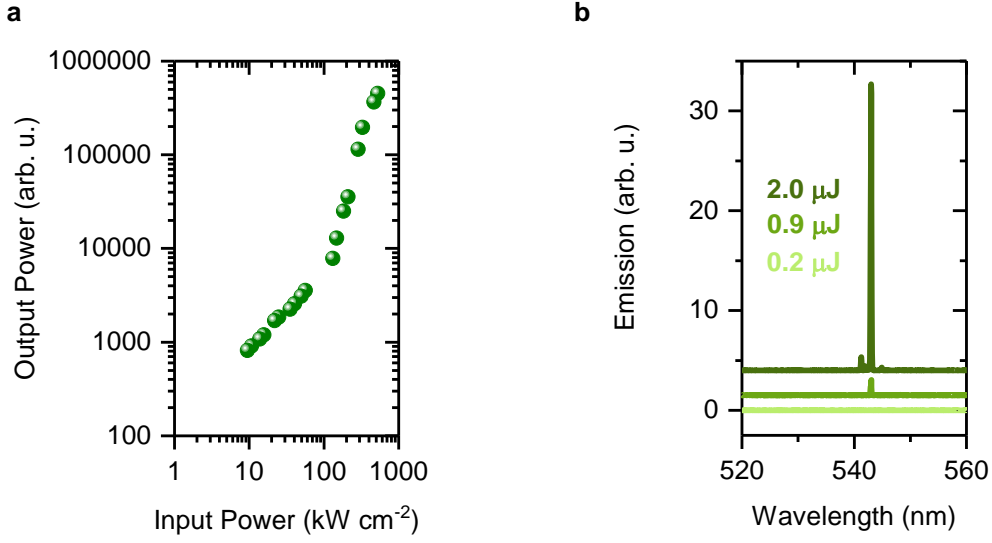 a
1000000
100000
10000
1000
100
1
10
100
1000
Output Power (arb. u.)
Input Power (kW cm-2)
b
30
20
10
0
520
540
560
2.0 μJ
0.9 μJ
0.2 μJ
Emission (arb. u.)
Wavelength (nm)